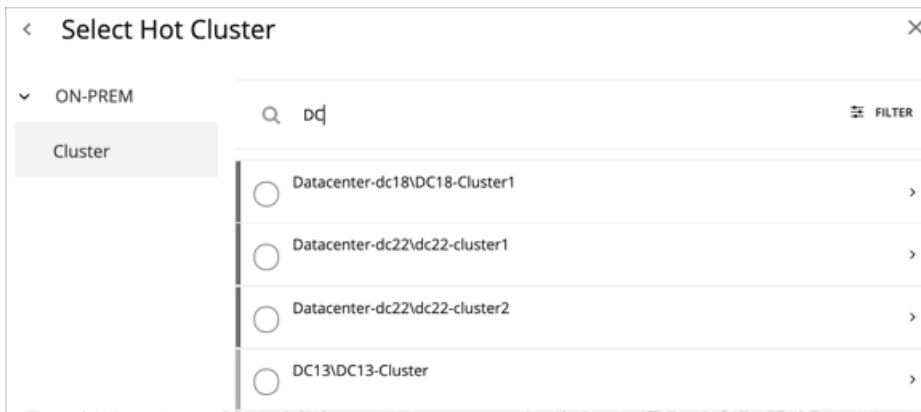 Select Hot Cluster
ON-PREM
Cluster
DC
FILTER
Datacenter-dc18\DC18-Cluster1
Datacenter-dc22\dc22-cluster1
Datacenter-dc22\dc22-cluster2
DC13\DC13-Cluster